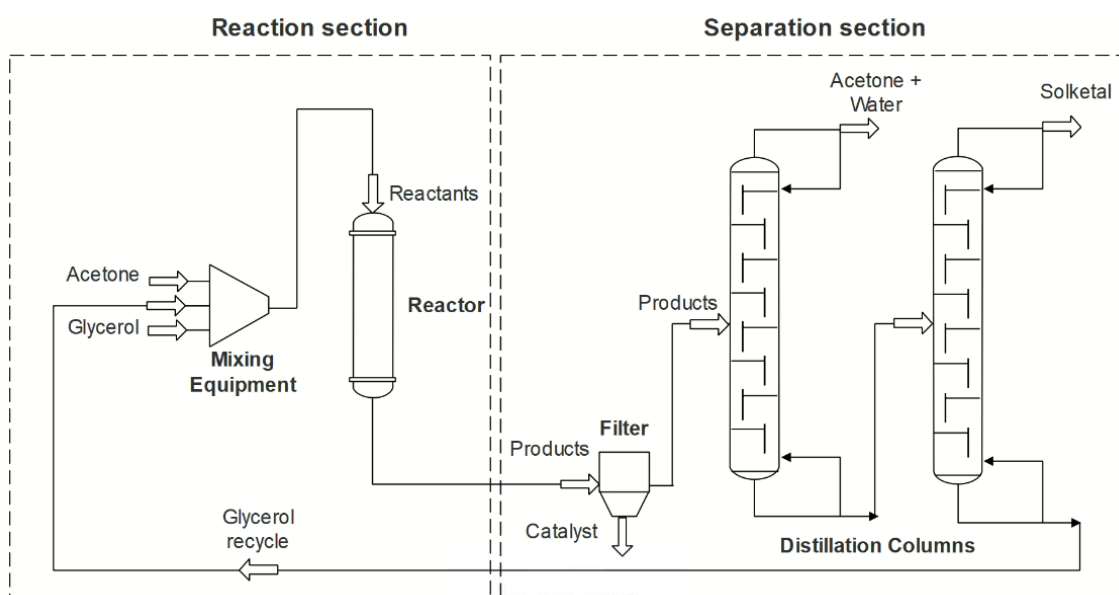 Reaction section
Separation section
Acetone +
Water
Solketal
Reactants
Acetone
Reactor
Glycerol
Mixing
Equipment
Products
Filter
Products
Catalyst
Glycerol
recycle
Distillation Columns